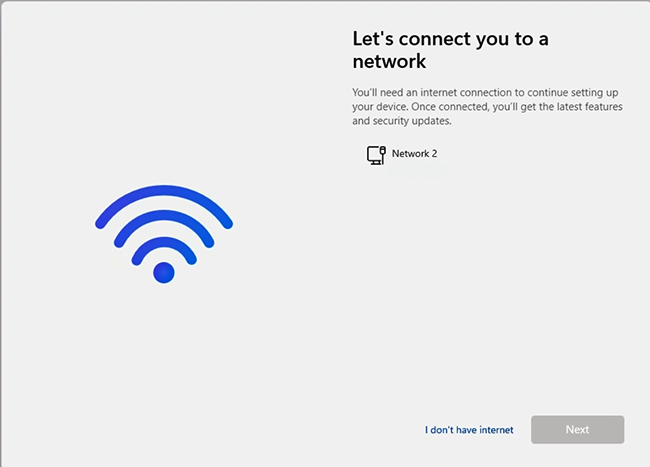 Let's connect you to a
network
You'll need an internet connection to continue setting up
your device. Once connected, you'll get the latest features
and security updates.
Network 2
I don't have internet
Next